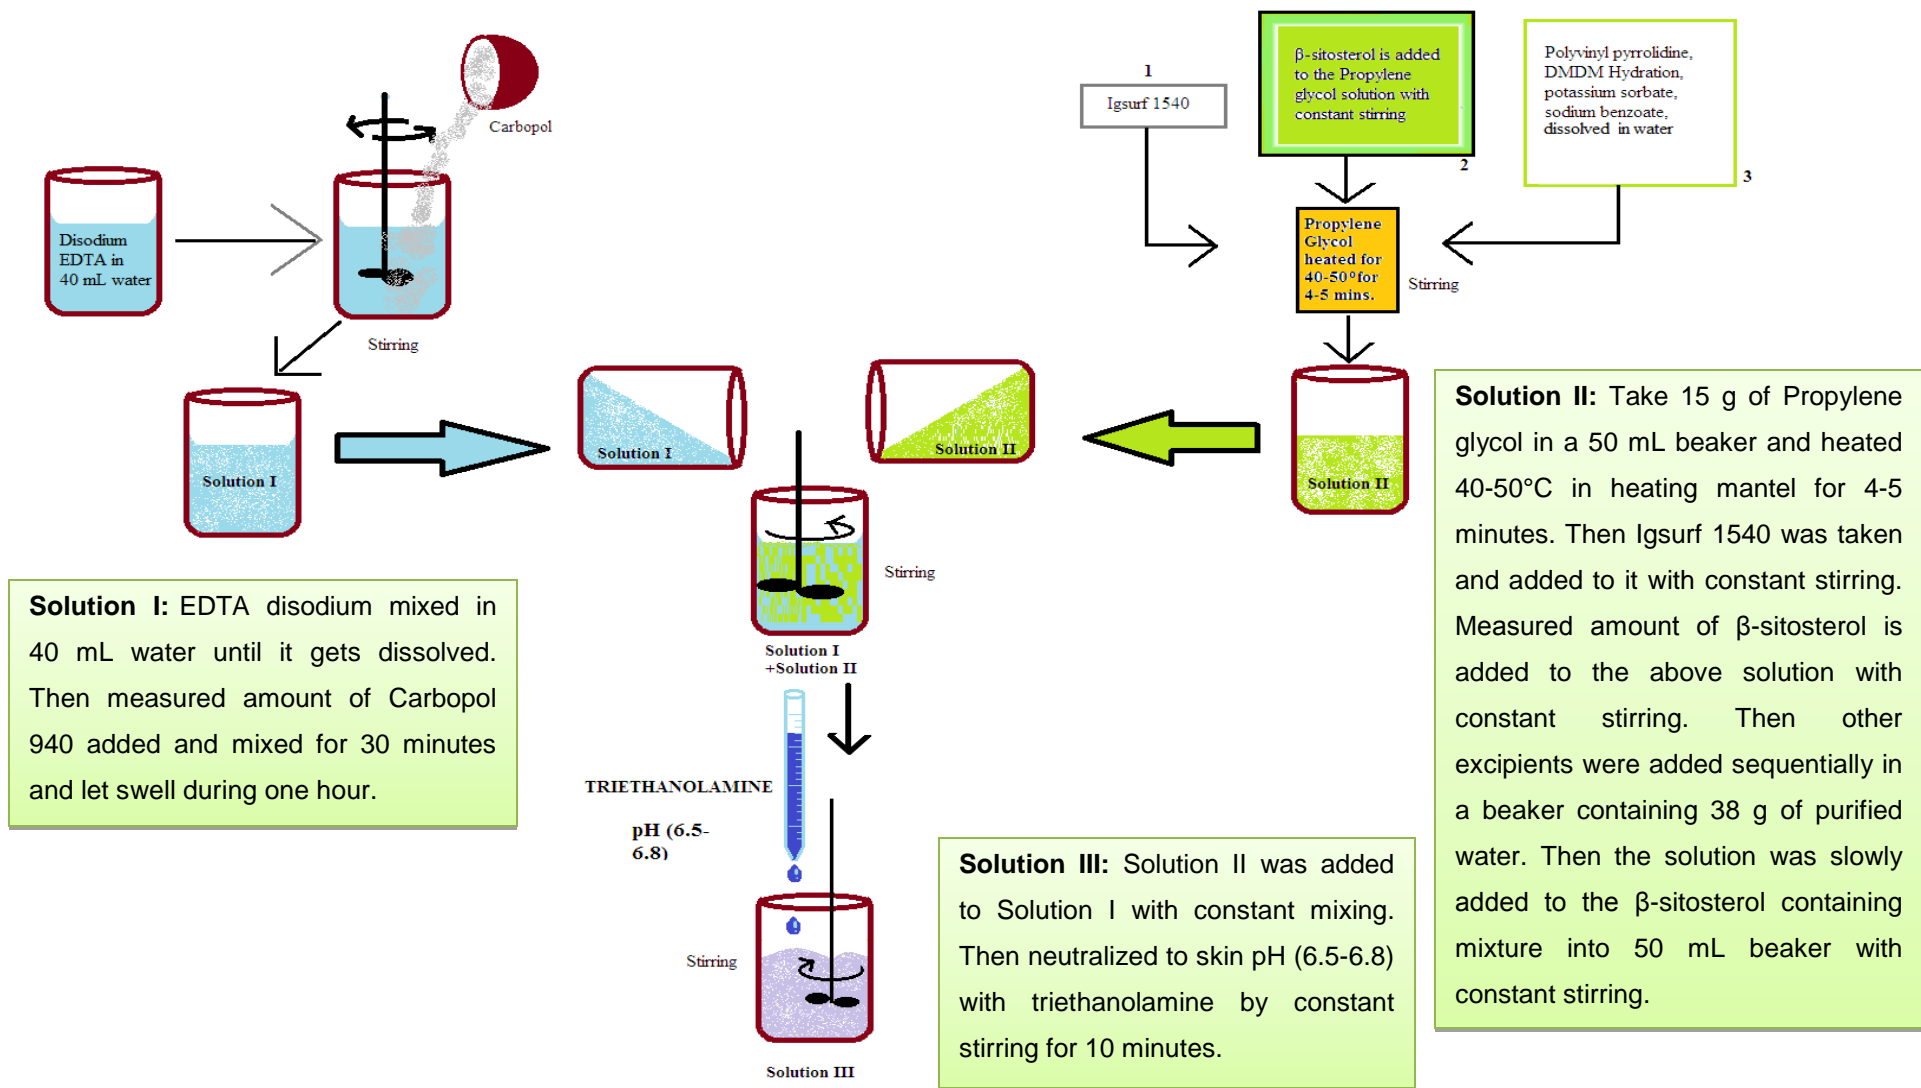 Carbopol
Disodium
EDTA in
40 mL water
Stirring
Solution I
1
Igsurf 1540
β-sitosterol is added
to the Propylene
glycol solution with
constant stirring
2
Polyvinyl pyrrolidine,
DMDM Hydration,
potassium sorbate,
sodium benzoate,
dissolved in water
3
Propylene
Glycol
heated for
40-50°for
4-5 mins.
Stirring
Solution II
Solution I
Solution II
Stirring
Solution I
+Solution II
TRIETHANOLAMINE
pH (6.5-
6.8)
Stirring
Solution III
Solution I: EDTA disodium mixed in
40 mL water until it gets dissolved.
Then measured amount of Carbopol
940 added and mixed for 30 minutes
and let swell during one hour.
Solution II: Take 15 g of Propylene
glycol in a 50 mL beaker and heated
40-50°C in heating mantel for 4-5
minutes. Then Igsurf 1540 was taken
and added to it with constant stirring.
Measured amount of β-sitosterol is
added to the above solution with
constant stirring. Then other
excipients were added sequentially in
a beaker containing 38 g of purified
water. Then the solution was slowly
added to the β-sitosterol containing
mixture into 50 mL beaker with
constant stirring.
Solution III: Solution II was added
to Solution I with constant mixing.
Then neutralized to skin pH (6.5-6.8)
with triethanolamine by constant
stirring for 10 minutes.